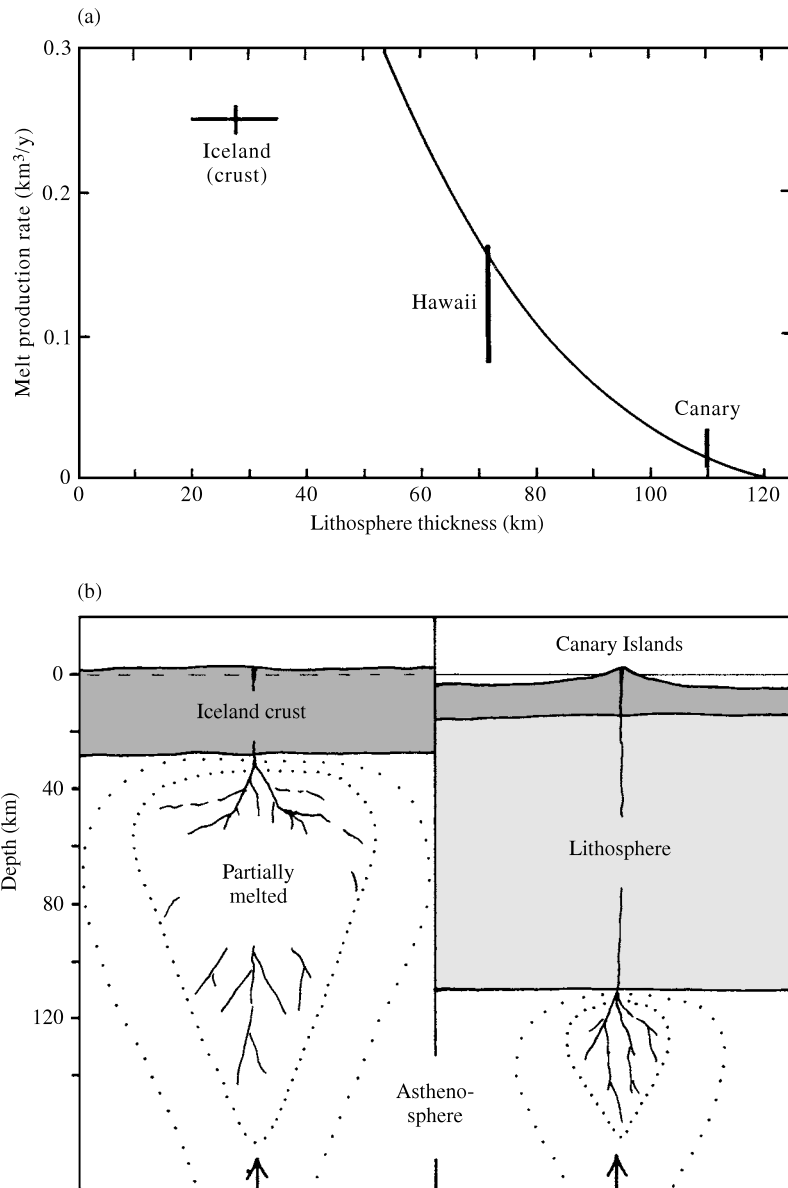 (a)
0.3
0.2
0.1
0
Melt production rate (km³/y)
Iceland
(crust)
Hawaii
Canary
0 20 40 60 80 100 120
Lithosphere thickness (km)
(b)
Canary Islands
0
Iceland crust
40
Lithosphere
Depth (km)
Partially
melted
80
120
Astheno-
sphere